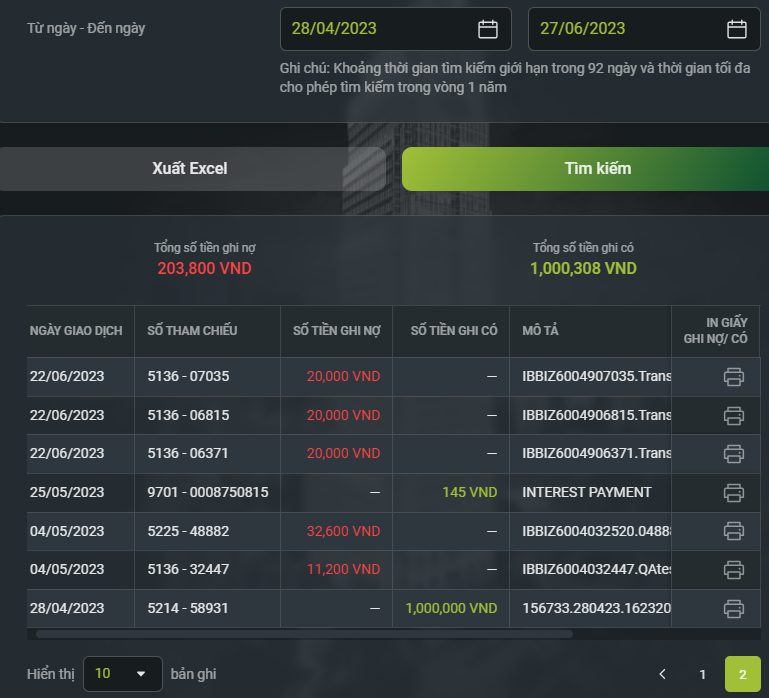 Từ ngày - Đến ngày
28/04/2023
27/06/2023
Ghi chú: Khoảng thời gian tìm kiếm giới hạn trong 92 ngày và thời gian tối đa
cho phép tìm kiếm trong vòng 1 năm
Xuất Excel
Tìm kiếm
Tổng số tiền ghi nợ
203,800 VND
Tổng số tiền ghi có
1,000,308 VND
NGÀY GIAO DỊCH SỐ THAM CHIẾU SỐ TIỀN GHI NỢ SỐ TIỀN GHI CÓ MÔ TẢ IN GIẤY
GHI NỢ/ CÓ
22/06/2023 5136 - 07035 20,000 VND — IBBIZ6004907035.Trans
22/06/2023 5136 - 06815 20,000 VND — IBBIZ6004906815.Trans
22/06/2023 5136 - 06371 20,000 VND — IBBIZ6004906371.Trans
25/05/2023 9701 - 0008750815 — 145 VND INTEREST PAYMENT
04/05/2023 5225 - 48882 32,600 VND — IBBIZ6004032520.0488
04/05/2023 5136 - 32447 11,200 VND — IBBIZ6004032447.QAtes
28/04/2023 5214 - 58931 — 1,000,000 VND 156733.280423.162320
Hiển thị 10 bản ghi
1 2